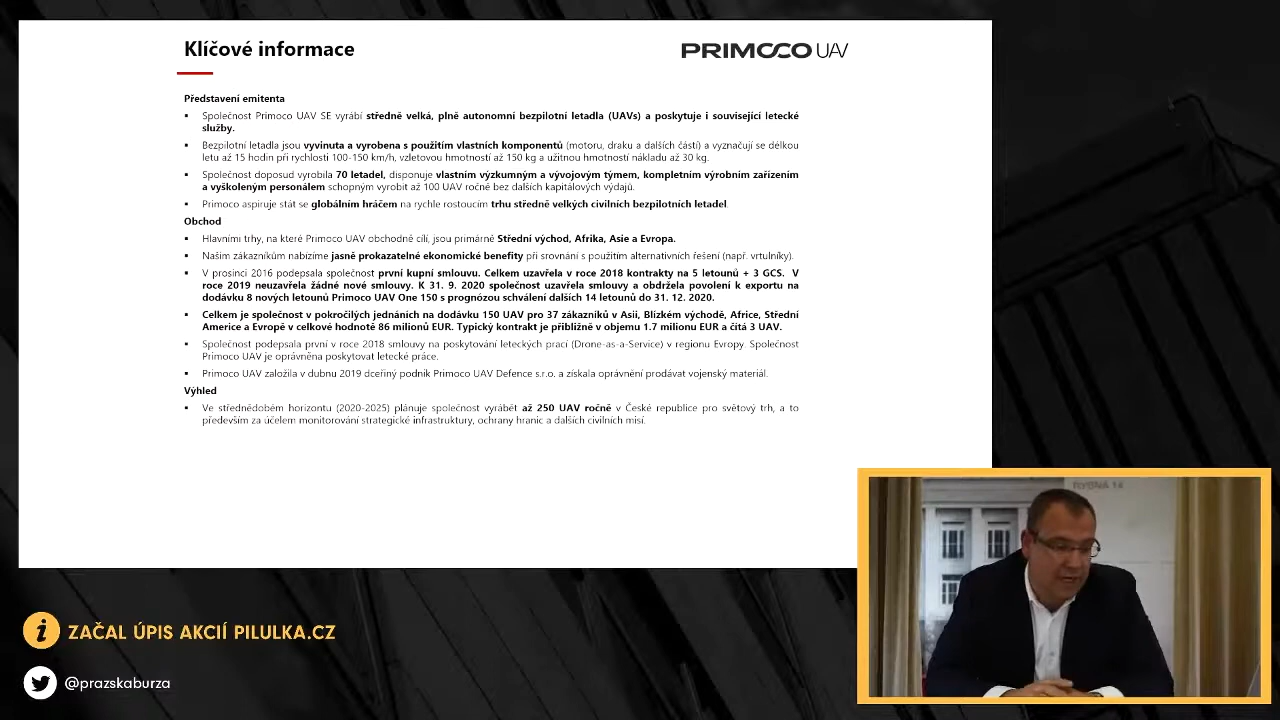 Klíčové informace
PRIMOCO UAV
Představení emitenta
▪ Společnost Primoco UAV SE vyrábí středně velká, plně autonomní bezpilotní letadla (UAVs) a poskytuje i související letecké
služby.
▪ Bezpilotní letadla jsou vyvinuta a vyrobena s použitím vlastních komponentů (motoru, draku a dalších částí) a vyznačují se délkou
letu až 15 hodin při rychlosti 100-150 km/h, vzletovou hmotností až 150 kg a užitnou hmotností nákladu až 30 kg.
▪ Společnost doposud vyrobila 70 letadel, disponuje vlastním výzkumným a vývojovým týmem, kompletním výrobním zařízením
a vyškoleným personálem schopným vyrobit až 100 UAV ročně bez dalších kapitálových výdajů.
▪ Primoco aspiruje stát se globálním hráčem na rychle rostoucím trhu středně velkých civilních bezpilotních letadel.
Obchod
▪ Hlavními trhy, na které Primoco UAV obchodně cílí, jsou primárně Střední východ, Afrika, Asie a Evropa.
▪ Našim zákazníkům nabízíme jasně prokazatelné ekonomické benefity při srovnání s použitím alternativních řešení (např. vrtulníky).
▪ V prosinci 2016 podepsala společnost první kupní smlouvu. Celkem uzavřela v roce 2018 kontrakty na 5 letounů + 3 GCS. V
roce 2019 neuzavřela žádné nové smlouvy. K 31. 9. 2020 společnost uzavřela smlouvy a obdržela povolení k exportu na
dodávku 8 nových letounů Primoco UAV One 150 s prognózou schválení dalších 14 letounů do 31. 12. 2020.
▪ Celkem je společnost v pokročilých jednáních na dodávku 150 UAV pro 37 zákazníků v Asii, Blízkém východě, Africe, Střední
Americe a Evropě v celkové hodnotě 86 milionů EUR. Typický kontrakt je přibližně v objemu 1.7 milionu EUR a čítá 3 UAV.
▪ Společnost podepsala první v roce 2018 smlouvy na poskytování leteckých prací (Drone-as-a-Service) v regionu Evropy. Společnost
Primoco UAV je oprávněna poskytovat letecké práce.
▪ Primoco UAV založila v dubnu 2019 dceřiný podnik Primoco UAV Defence s.r.o. a získala oprávnění prodávat vojenský materiál.
Výhled
▪ Ve střednědobém horizontu (2020-2025) plánuje společnost vyrábět až 250 UAV ročně v České republice pro světový trh, a to
především za účelem monitorování strategické infrastruktury, ochrany hranic a dalších civilních misí.
ZAČAL ÚPIS AKCIÍ PILULKA.CZ
@prazskaburza